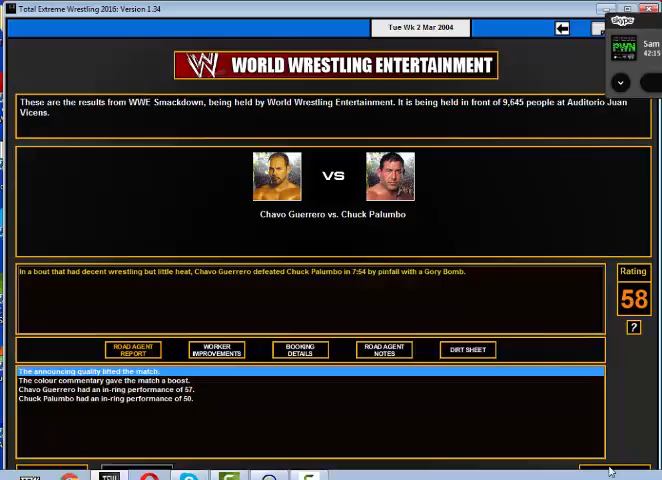 Total Extreme Wrestling 2016: Version 1.34
Tue Wk 2 Mar 2004
skype
PWN
Sam
42:15
W WORLD WRESTLING ENTERTAINMENT
These are the results from WWE Smackdown, being held by World Wrestling Entertainment. It is being held in front of 9,645 people at Auditorio Juan
Vicens.
VS
Chavo Guerrero vs. Chuck Palumbo
In a bout that had decent wrestling but little heat, Chavo Guerrero defeated Chuck Palumbo in 7:54 by pinfall with a Gory Bomb.
Rating
58
?
ROAD AGENT
REPORT
WORKER
IMPROVEMENTS
BOOKING
DETAILS
ROAD AGENT
NOTES
DIRT SHEET
The announcing quality lifted the match.
The colour commentary gave the match a boost.
Chavo Guerrero had an in-ring performance of 57.
Chuck Palumbo had an in-ring performance of 50.
TEW